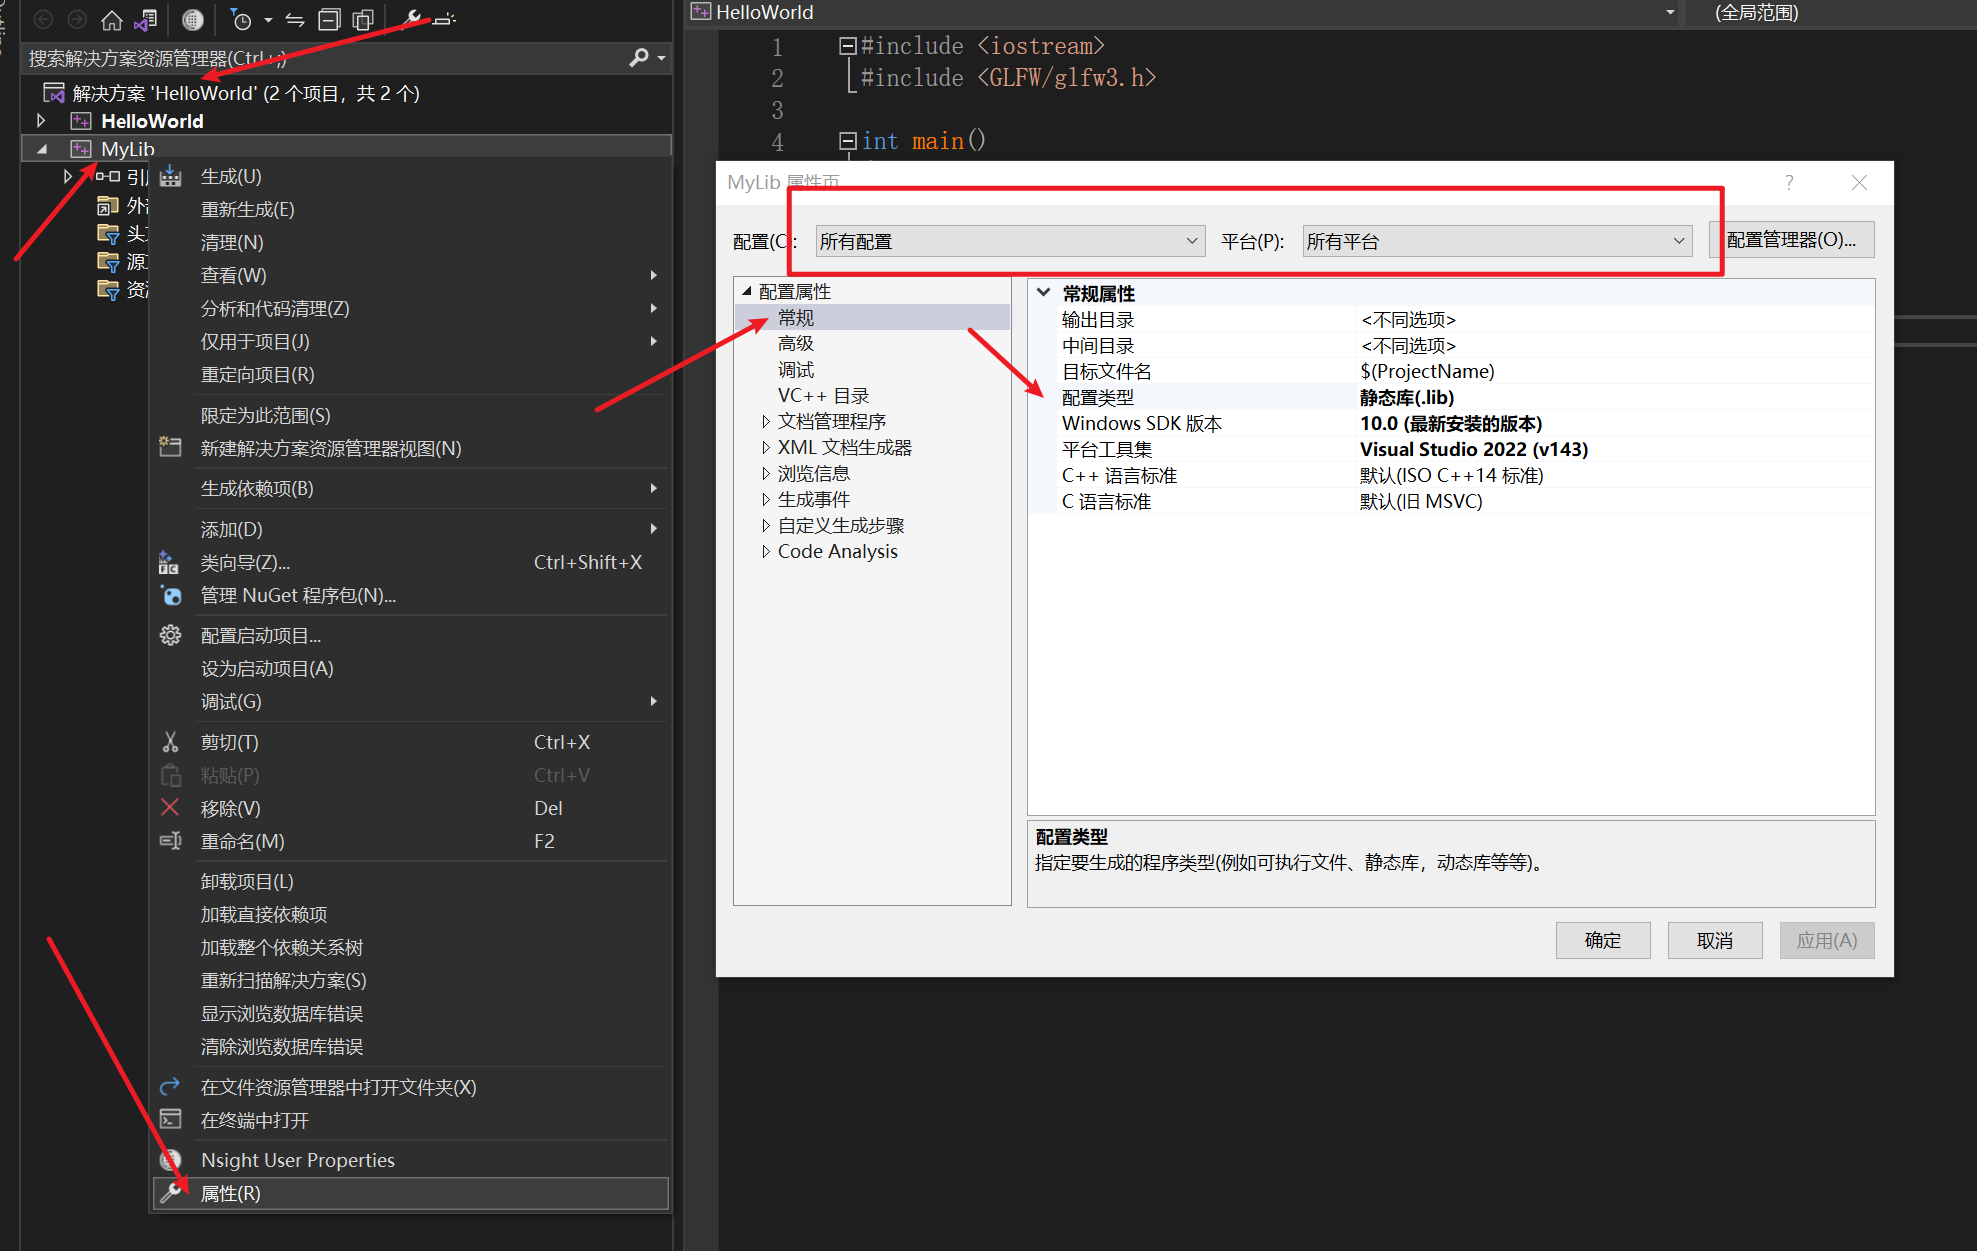 搜索解决方案资源管理器(Ctrl+;)
解决方案 'HelloWorld' (2 个项目，共 2 个)
HelloWorld
MyLib
引
外
头
源
资
生成(U)
重新生成(E)
清理(N)
查看(W)
分析和代码清理(Z)
仅用于项目(J)
重定向项目(R)
限定为此范围(S)
新建解决方案资源管理器视图(N)
生成依赖项(B)
添加(D)
类向导(Z)... Ctrl+Shift+X
管理 NuGet 程序包(N)...
配置启动项目...
设为启动项目(A)
调试(G)
剪切(T) Ctrl+X
粘贴(P) Ctrl+V
移除(V) Del
重命名(M) F2
卸载项目(L)
加载直接依赖项
加载整个依赖关系树
重新扫描解决方案(S)
显示浏览数据库错误
清除浏览数据库错误
在文件资源管理器中打开文件夹(X)
在终端中打开
Nsight User Properties
属性(R)
HelloWorld (全局范围)
1 #include <iostream>
2 #include <GLFW/glfw3.h>
3
4 int main()
MyLib 属性页
配置(C): 所有配置 平台(P): 所有平台 配置管理器(O)...
配置属性
常规
高级
调试
VC++ 目录
文档管理程序
XML 文档生成器
浏览信息
生成事件
自定义生成步骤
Code Analysis
常规属性
输出目录 <不同选项>
中间目录 <不同选项>
目标文件名 $(ProjectName)
配置类型 静态库(.lib)
Windows SDK 版本 10.0 (最新安装的版本)
平台工具集 Visual Studio 2022 (v143)
C++ 语言标准 默认(ISO C++14 标准)
C 语言标准 默认(旧 MSVC)
配置类型
指定要生成的程序类型(例如可执行文件、静态库，动态库等等)。
确定 取消 应用(A)